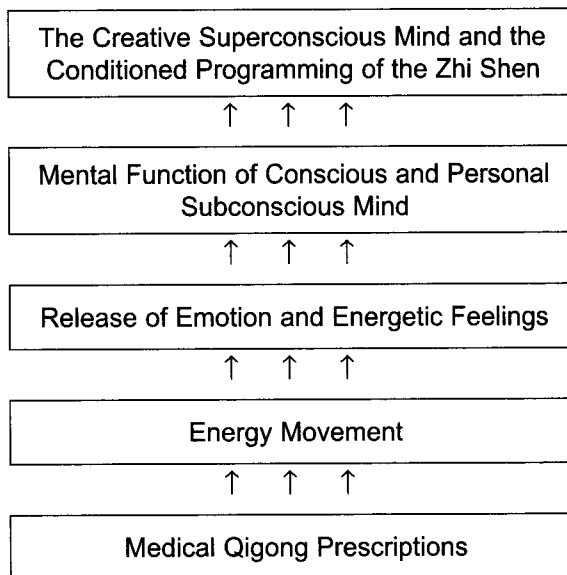 The Creative Superconscious Mind and the
Conditioned Programming of the Zhi Shen
↑ ↑ ↑
Mental Function of Conscious and Personal
Subconscious Mind
↑ ↑ ↑
Release of Emotion and Energetic Feelings
↑ ↑ ↑
Energy Movement
↑ ↑ ↑
Medical Qigong Prescriptions